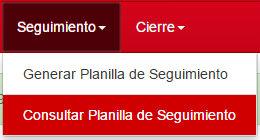 Seguimiento Cierre
Generar Planilla de Seguimiento
Consultar Planilla de Seguimiento